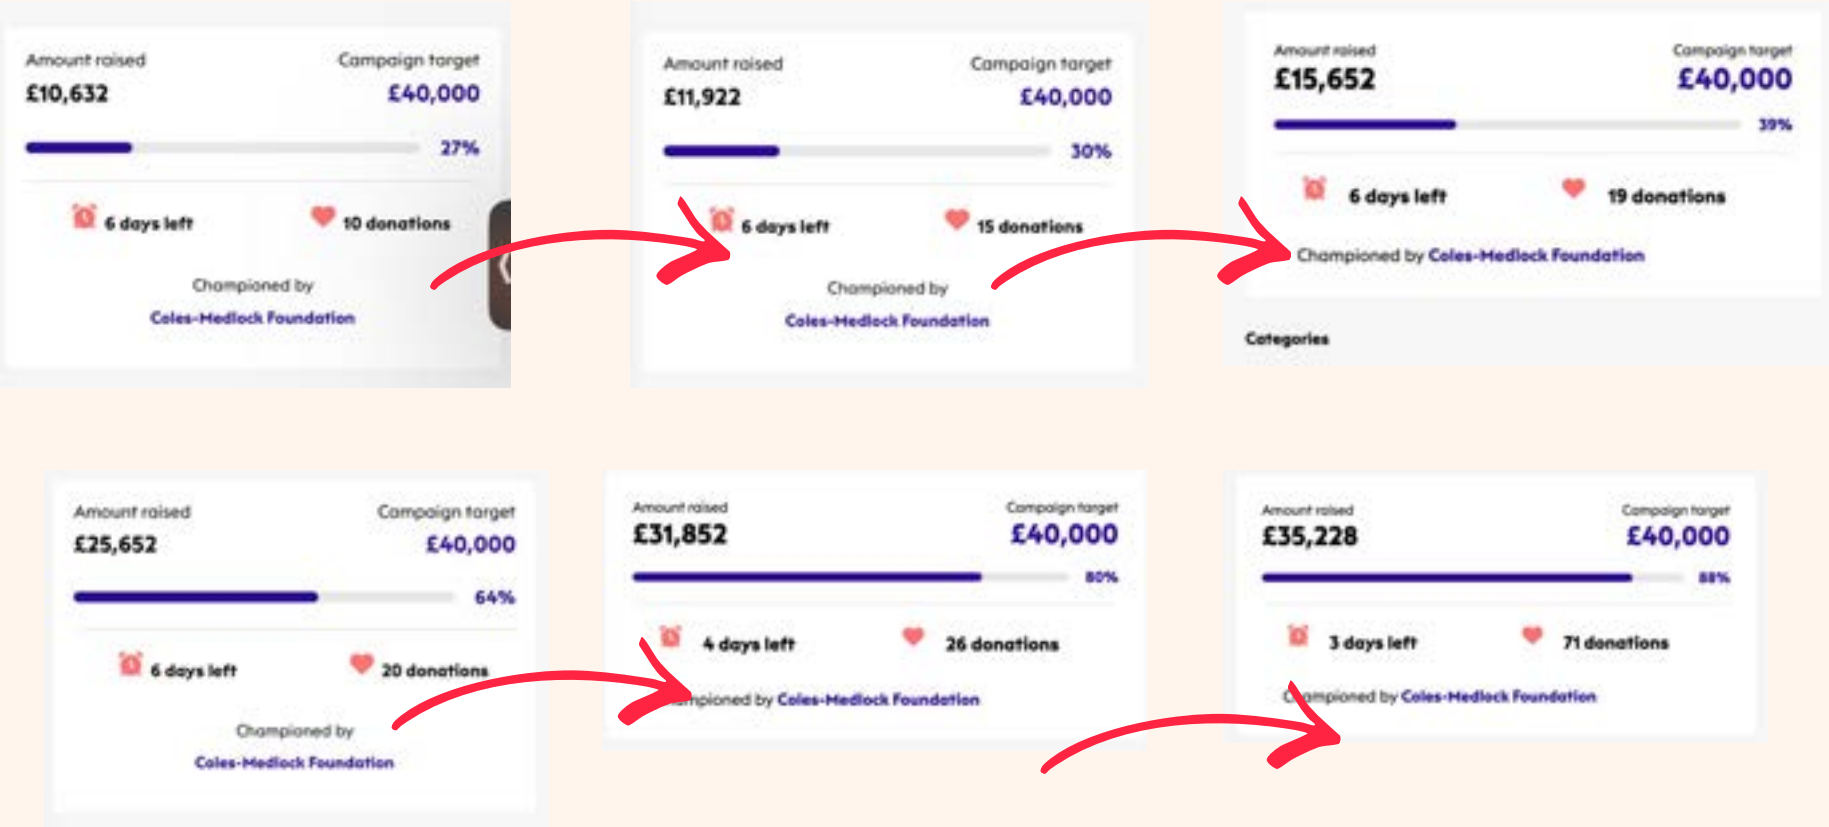 Amount raised Campaign target
£10,632 £40,000
27%
6 days left 10 donations
Championed by
Coles-Medlock Foundation
Amount raised Campaign target
£11,922 £40,000
30%
6 days left 15 donations
Championed by
Coles-Medlock Foundation
Amount raised Campaign target
£15,652 £40,000
39%
6 days left 19 donations
Championed by Coles-Medlock Foundation
Categories
Amount raised Campaign target
£25,652 £40,000
64%
6 days left 20 donations
Championed by
Coles-Medlock Foundation
Amount raised Campaign target
£31,852 £40,000
80%
4 days left 26 donations
Championed by Coles-Medlock Foundation
Amount raised Campaign target
£35,228 £40,000
88%
3 days left 71 donations
Championed by Coles-Medlock Foundation